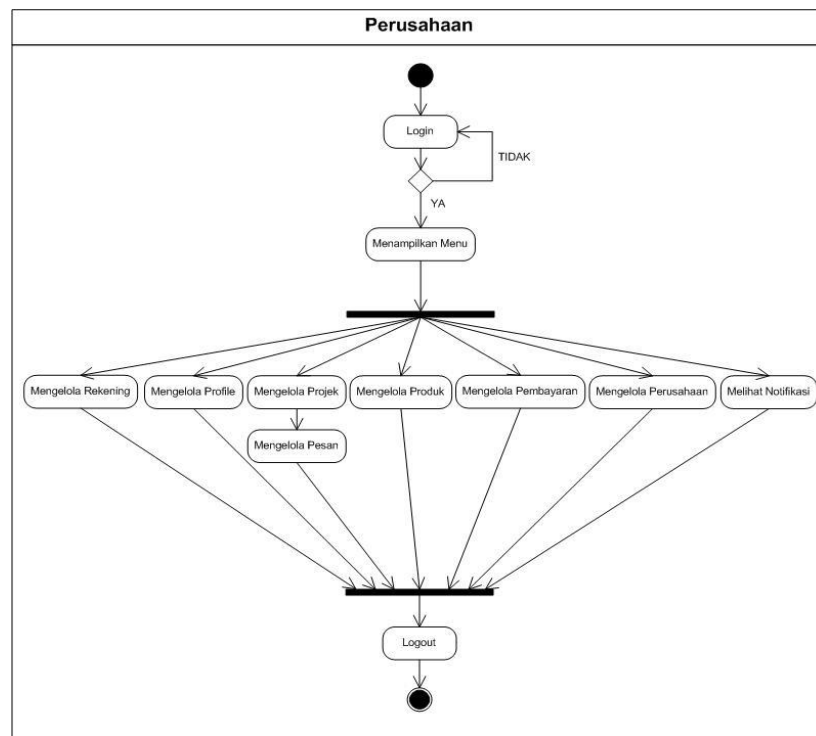 Perusahaan
Login
TIDAK
YA
Menampilkan Menu
Mengelola Rekening
Mengelola Profile
Mengelola Projek
Mengelola Produk
Mengelola Pembayaran
Mengelola Perusahaan
Melihat Notifikasi
Mengelola Pesan
Logout